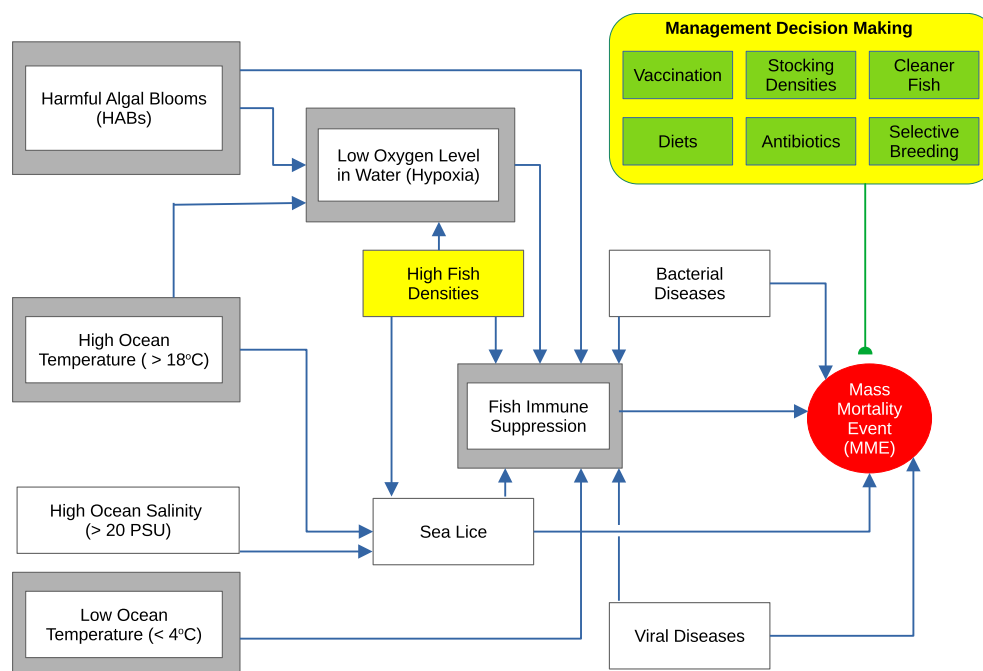 Management Decision Making
Vaccination
Stocking
Densities
Cleaner
Fish
Diets
Antibiotics
Selective
Breeding
Harmful Algal Blooms
(HABs)
Low Oxygen Level
in Water (Hypoxia)
High Fish
Densities
Bacterial
Diseases
High Ocean
Temperature ( > 18ºC)
Fish Immune
Suppression
Mass
Mortality
Event
(MME)
High Ocean Salinity
(> 20 PSU)
Sea Lice
Low Ocean
Temperature (< 4ºC)
Viral Diseases